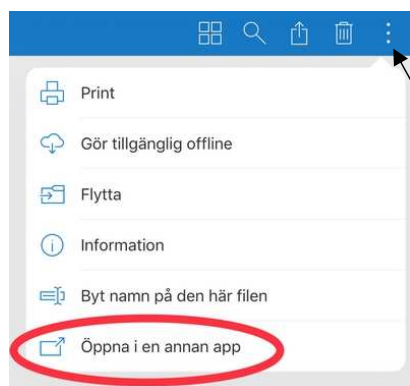 Print
Gör tillgänglig offline
Flytta
Information
Byt namn på den här filen
Öppna i en annan app